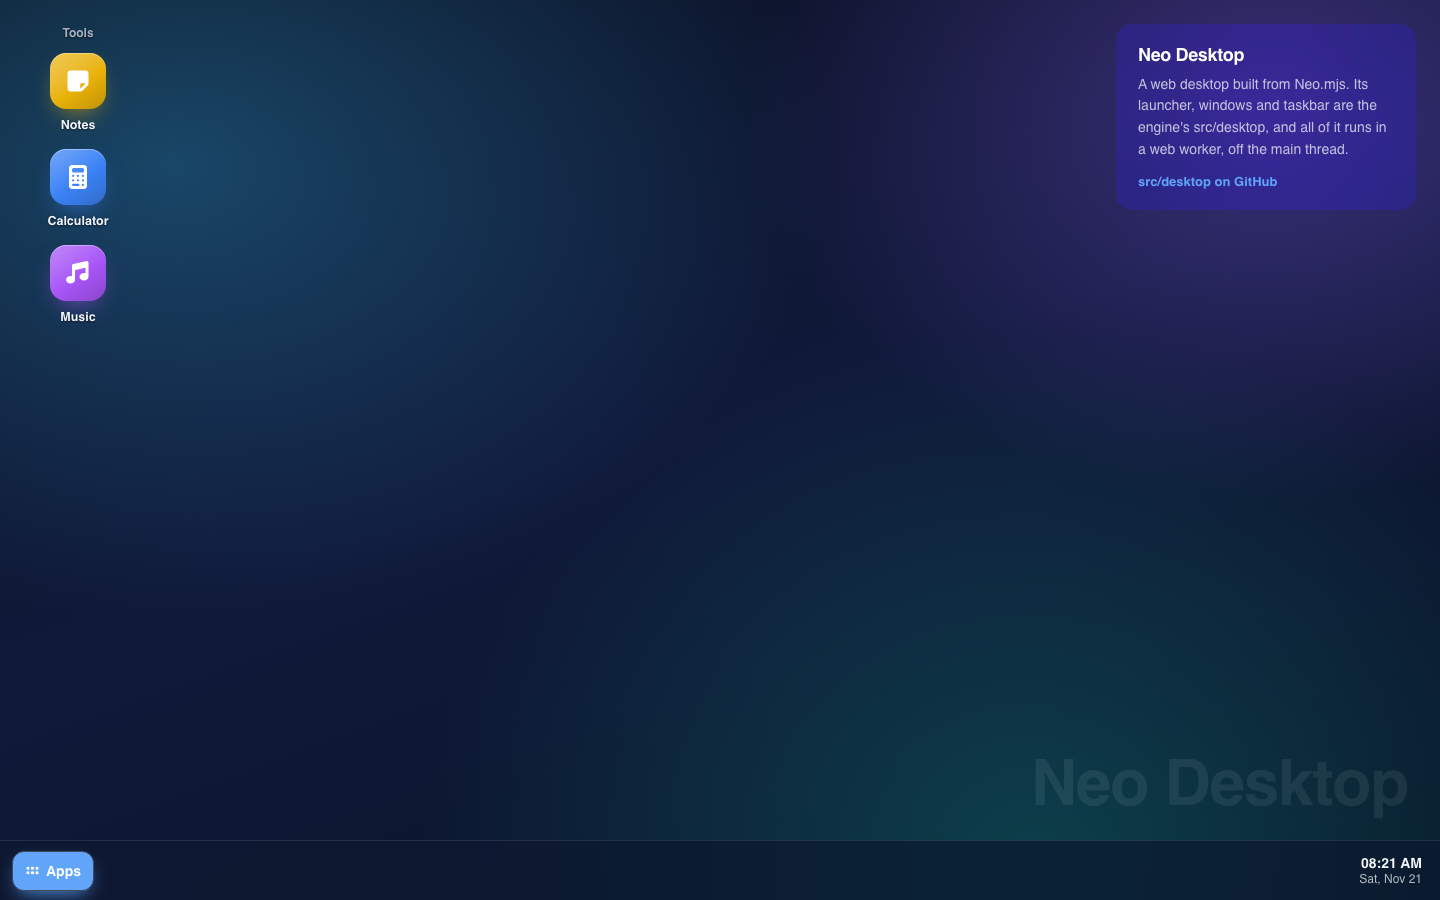 Tools
Notes
Calculator
Music
Neo Desktop
A web desktop built from Neo.mjs. Its
launcher, windows and taskbar are the
engine's src/desktop, and all of it runs in
a web worker, off the main thread.
src/desktop on GitHub
Neo Desktop
Apps
08:21 AM
Sat, Nov 21